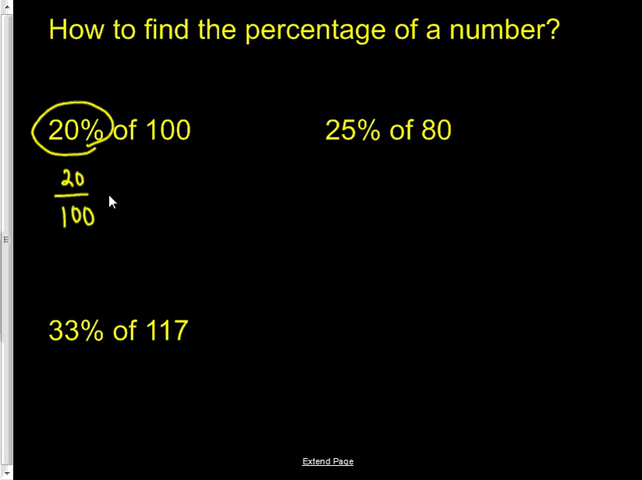 How to find the percentage of a number?
20% of 100
25% of 80
20
100
33% of 117
Extend Page